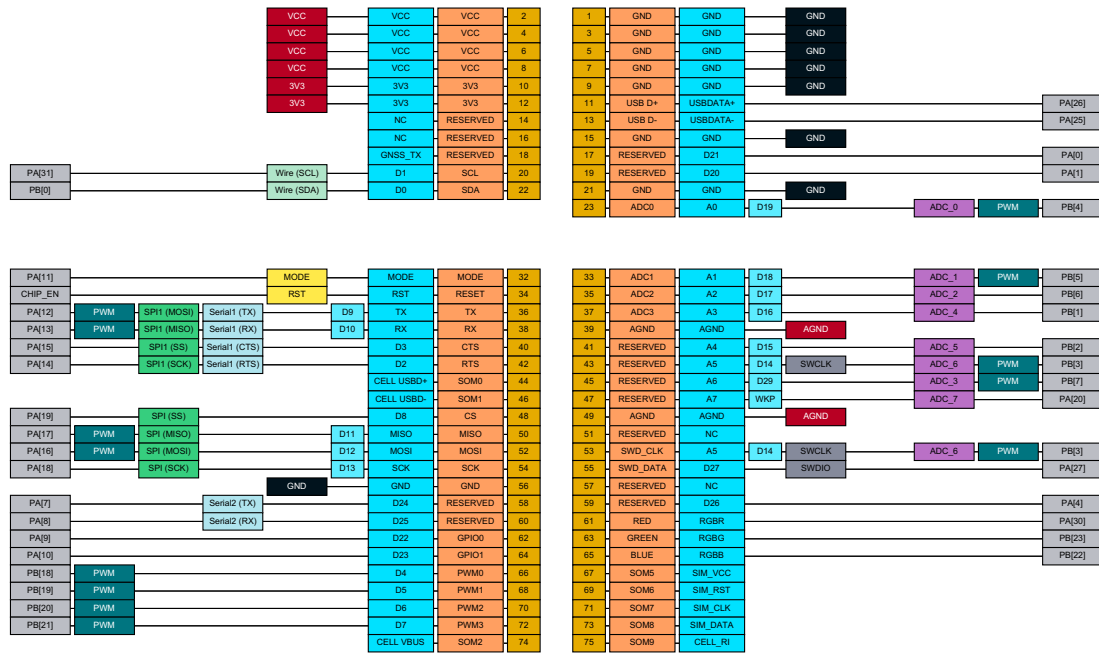 VCC VCC VCC 2 1 GND GND GND
VCC VCC VCC 4 3 GND GND GND
VCC VCC VCC 6 5 GND GND GND
VCC VCC VCC 8 7 GND GND GND
3V3 3V3 3V3 10 9 GND GND GND
3V3 3V3 3V3 12 11 USB D+ USBDATA+ PA[26]
NC RESERVED 14 13 USB D- USBDATA- PA[25]
NC RESERVED 16 15 GND GND GND
GNSS_TX RESERVED 18 17 RESERVED D21 PA[0]
PA[31] Wire (SCL) D1 SCL 20 19 RESERVED D20 PA[1]
PB[0] Wire (SDA) D0 SDA 22 21 GND GND GND
23 ADC0 A0 D19 ADC_0 PWM PB[4]
PA[11] MODE MODE MODE 32 33 ADC1 A1 D18 ADC_1 PWM PB[5]
CHIP_EN RST RST RESET 34 35 ADC2 A2 D17 ADC_2 PB[6]
PA[12] PWM SPI1 (MOSI) Serial1 (TX) D9 TX TX 36 37 ADC3 A3 D16 ADC_4 PB[1]
PA[13] PWM SPI1 (MISO) Serial1 (RX) D10 RX RX 38 39 AGND AGND AGND
PA[15] SPI1 (SS) Serial1 (CTS) D3 CTS 40 41 RESERVED A4 D15 ADC_5 PB[2]
PA[14] SPI1 (SCK) Serial1 (RTS) D2 RTS 42 43 RESERVED A5 D14 SWCLK ADC_6 PWM PB[3]
CELL USBD+ SOM0 44 45 RESERVED A6 D29 ADC_3 PWM PB[7]
CELL USBD- SOM1 46 47 RESERVED A7 WKP ADC_7 PA[20]
PA[19] SPI (SS) D8 CS 48 49 AGND AGND AGND
PA[17] PWM SPI (MISO) D11 MISO MISO 50 51 RESERVED NC
PA[16] PWM SPI (MOSI) D12 MOSI MOSI 52 53 SWD_CLK A5 D14 SWCLK ADC_6 PWM PB[3]
PA[18] SPI (SCK) D13 SCK SCK 54 55 SWD_DATA D27 SWDIO PA[27]
GND GND GND 56 57 RESERVED NC
PA[7] Serial2 (TX) D24 RESERVED 58 59 RESERVED D26 PA[4]
PA[8] Serial2 (RX) D25 RESERVED 60 61 RED RGBR PA[30]
PA[9] D22 GPIO0 62 63 GREEN RGBG PB[23]
PA[10] D23 GPIO1 64 65 BLUE RGBB PB[22]
PB[18] PWM D4 PWM0 66 67 SOM5 SIM_VCC
PB[19] PWM D5 PWM1 68 69 SOM6 SIM_RST
PB[20] PWM D6 PWM2 70 71 SOM7 SIM_CLK
PB[21] PWM D7 PWM3 72 73 SOM8 SIM_DATA
CELL VBUS SOM2 74 75 SOM9 CELL_RI